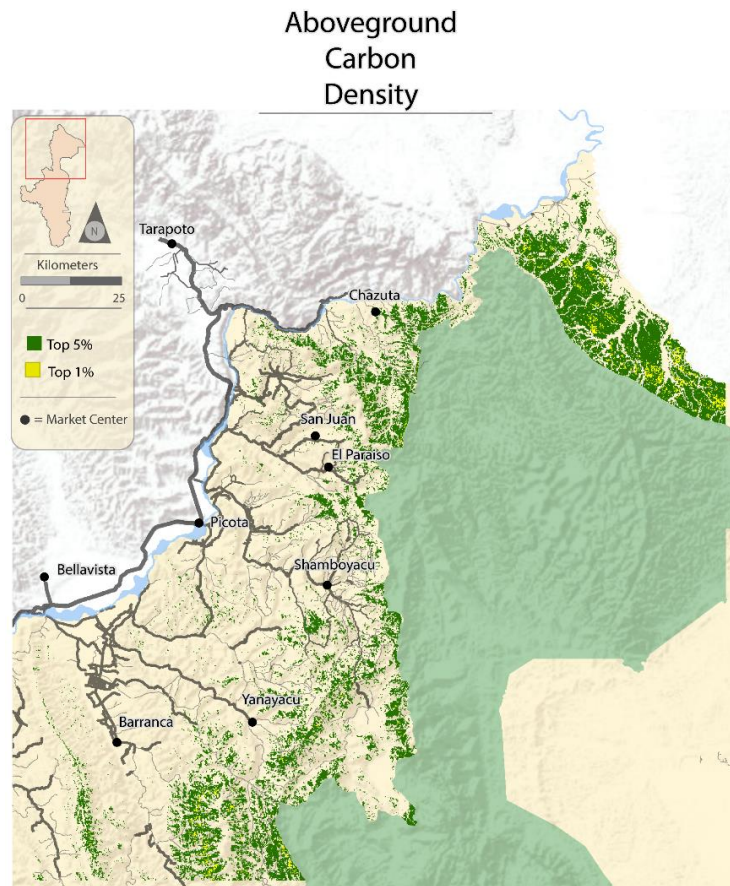 Aboveground
Carbon
Density
N
Kilometers
0 25
Top 5%
Top 1%
= Market Center
Tarapoto
Chazuta
San Juan
El Paraiso
Picota
Bellavista
Shamboyacu
Yanayacu
Barranca